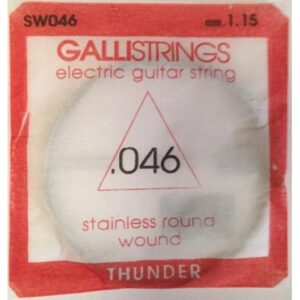 SW046 mm. 1.15
GALLISTRINGS
electric guitar string
.046
stainless round
wound
THUNDER